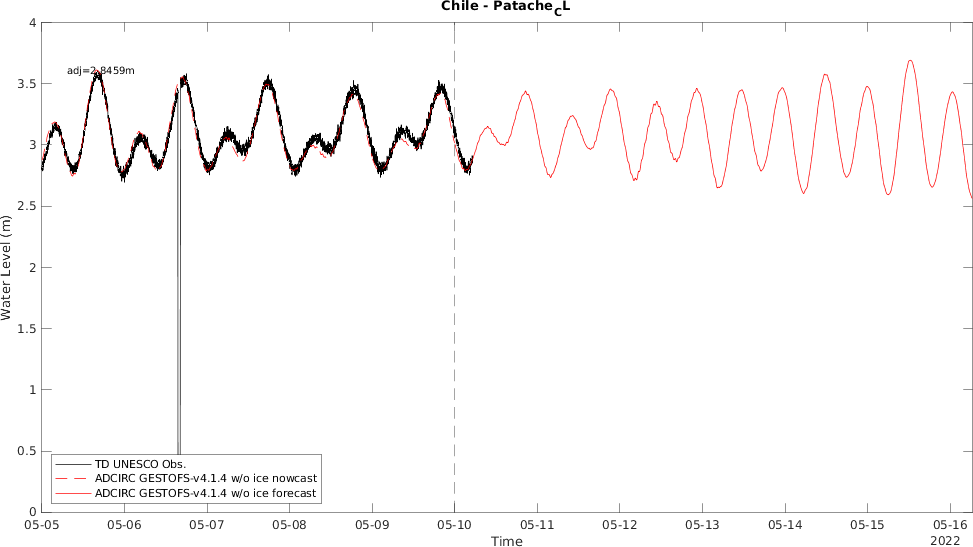 Chile - Patache_CL
adj=2.8459m
4
3.5
3
2.5
2
1.5
1
0.5
0
Water Level (m)
TD UNESCO Obs.
ADCIRC GESTOFS-v4.1.4 w/o ice nowcast
ADCIRC GESTOFS-v4.1.4 w/o ice forecast
05-05 05-06 05-07 05-08 05-09 05-10 05-11 05-12 05-13 05-14 05-15 05-16
Time
2022